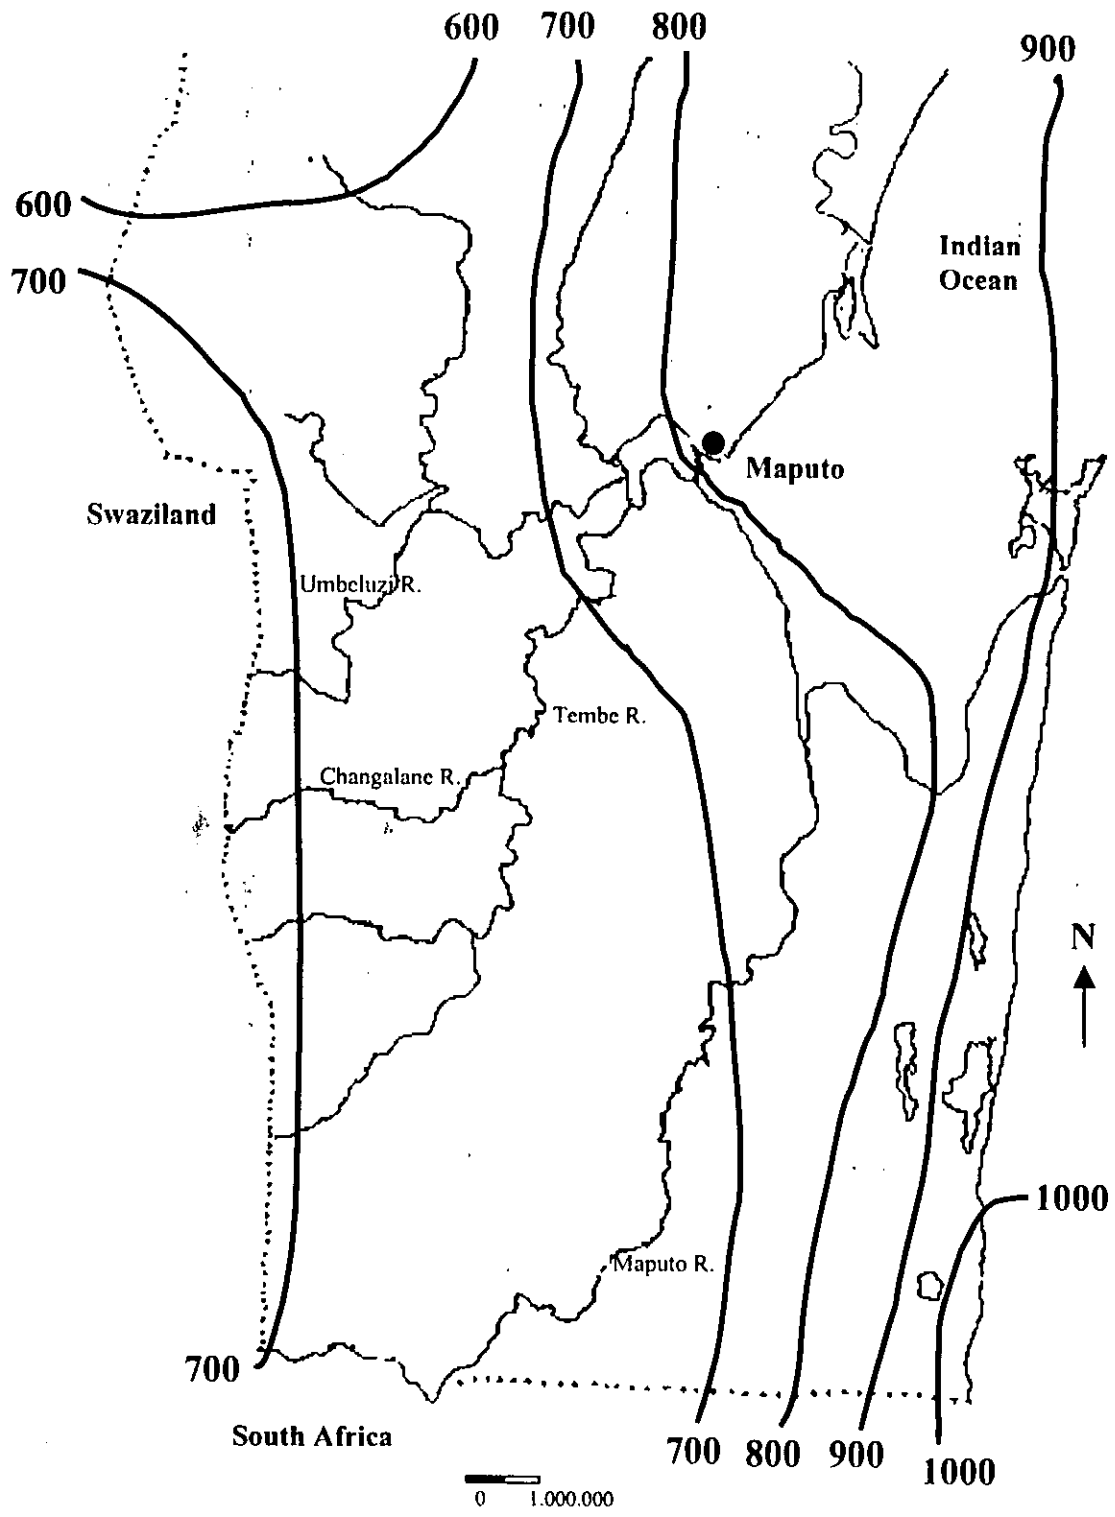 600
700
800
900
600
700
Indian
Ocean
Maputo
Swaziland
Umbeluzi R.
Tembe R.
Changalane R.
N
1000
Maputo R.
700
South Africa
700
800
900
1000
0
1.000.000